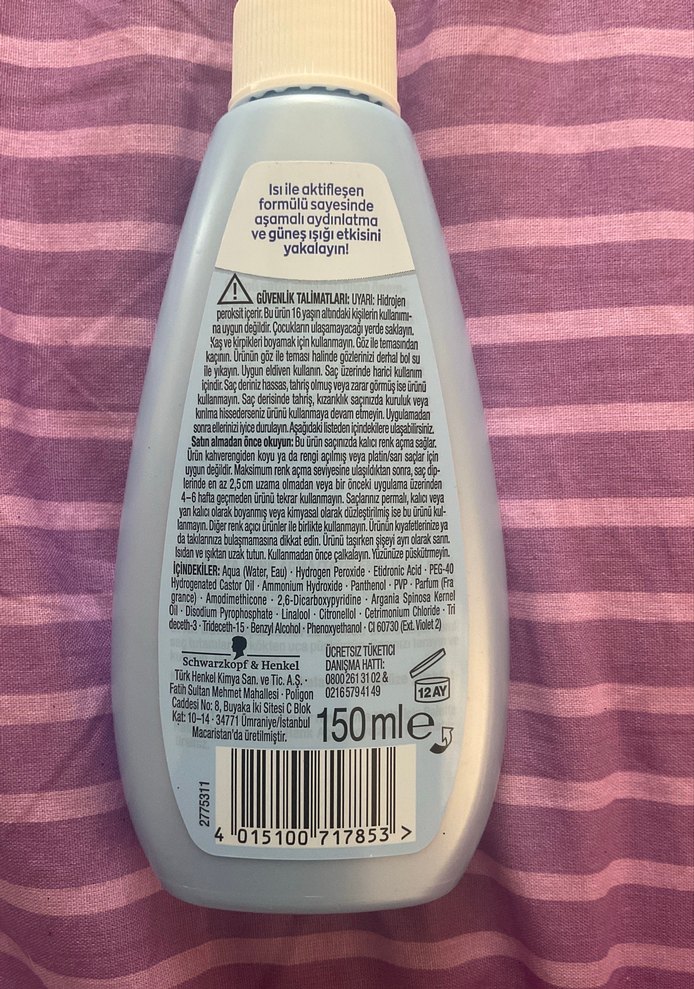 Isı ile aktifleşen
formülü sayesinde
aşamalı aydınlatma
ve güneş ışığı etkisini
yakalayın!
GÜVENLİK TALİMATLARI: UYARI: Hidrojen
peroksit içerir. Bu ürün 16 yaşın altındaki kişilerin kullanımı-
na uygun değildir. Çocukların ulaşamayacağı yerde saklayın.
Kaş ve kirpikleri boyamak için kullanmayın. Göz ile temasından
kaçının. Ürünün göz ile teması halinde gözlerinizi derhal bol su
ile yıkayın. Uygun eldiven kullanın. Saç üzerinde harici kullanım
içindir. Saç deriniz hassas, tahriş olmuş veya zarar görmüş ise ürünü
kullanmayın. Saç derisinde tahriş, kızarıklık saçınızda kuruluk veya
kırılma hissederseniz ürünü kullanmaya devam etmeyin. Uygulamadan
sonra ellerinizi iyice durulayın. Aşağıdaki listeden içindekilere ulaşabilirsiniz.
Satın almadan önce okuyun: Bu ürün saçınızda kalıcı renk açma sağlar.
Ürün kahverengiden koyu ya da rengi açılmış veya platin/sarı saçlar için
uygun değildir. Maksimum renk açma seviyesine ulaşıldıktan sonra, saç dip-
lerinde en az 2,5 cm uzama olmadan veya bir önceki uygulama üzerinden
4–6 hafta geçmeden ürünü tekrar kullanmayın. Saçlarınız permalı, kalıcı veya
yarı kalıcı olarak boyanmış veya kimyasal olarak düzleştirilmiş ise bu ürünü kul-
lanmayın. Diğer renk açıcı ürünler ile birlikte kullanmayın. Ürünün kıyafetlerinize ya
da takılarınıza bulaşmamasına dikkat edin. Ürünü taşırken şişeyi ayrı olarak sarın.
Isıdan ve ışıktan uzak tutun. Kullanmadan önce çalkalayın. Yüzünüze püskürtmeyin.
İÇİNDEKİLER: Aqua (Water, Eau) · Hydrogen Peroxide · Etidronic Acid · PEG-40
Hydrogenated Castor Oil · Ammonium Hydroxide · Panthenol · PVP · Parfum (Fra
grance) · Amodimethicone · 2,6-Dicarboxypyridine · Argania Spinosa Kernel
Oil · Disodium Pyrophosphate · Linalool · Citronellol · Cetrimonium Chloride · Tri
deceth-3 · Trideceth-15 · Benzyl Alcohol · Phenoxyethanol · CI 60730 (Ext. Violet 2)
Schwarzkopf & Henkel
Türk Henkel Kimya San. ve Tic. A.Ş. ·
Fatih Sultan Mehmet Mahallesi · Poligon
Caddesi No: 8, Buyaka İki Sitesi C Blok
Kat: 10–14 · 34771 Ümraniye/İstanbul
Macaristan'da üretilmiştir.
ÜCRETSİZ TÜKETİCİ
DANIŞMA HATTI:
0800 261 31 02 &
0216 579 41 49
12 AY
150 ml e
2775311
4 015100 717853 >